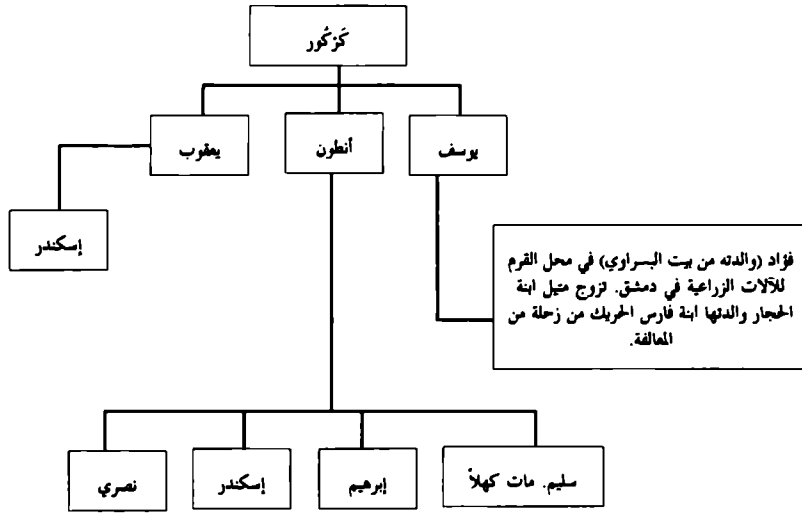 كَزكُور
يوسف
أنطون
يعقوب
إسكندر
فؤاد (والدته من بيت البسراوي) في محل القرم
للآلات الزراعية في دمشق. تزوج متيل ابنة
الحجار والدتها ابنة فارس الحريك من زحلة من
المعالفة.
سليم. مات كهلاً
إبرهيم
إسكندر
نصري